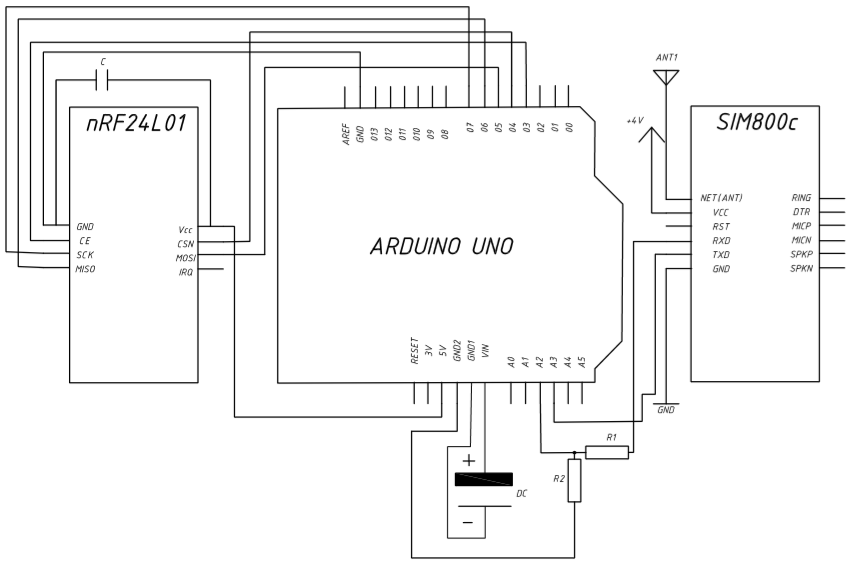 C
nRF24L01
GND
CE
SCK
MISO
Vcc
CSN
MOSI
IRQ
AREF
GND
013
012
011
010
09
08
07
06
05
04
03
02
01
00
ARDUINO UNO
RESET
3V
5V
GND2
GND1
VIN
A0
A1
A2
A3
A4
A5
+
DC
−
R1
R2
ANT1
+4V
SIM800c
NET(ANT)
VCC
RST
RXD
TXD
GND
RING
DTR
MICP
MICN
SPKP
SPKN
GND